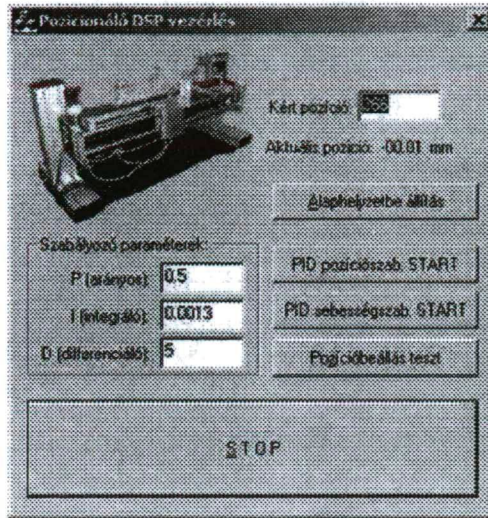 Pozicionáló DSP vezérlés
Kért pozíció:
Aktuális pozíció: -00.01 mm
Alaphelyzetbe állítás
Szabályozó paraméterek:
P (arányos): 0.5
I (integráló): 0.0013
D (differenciáló): 5
PID pozíciószab. START
PID sebességszab. START
Pozícióbeállás teszt
STOP